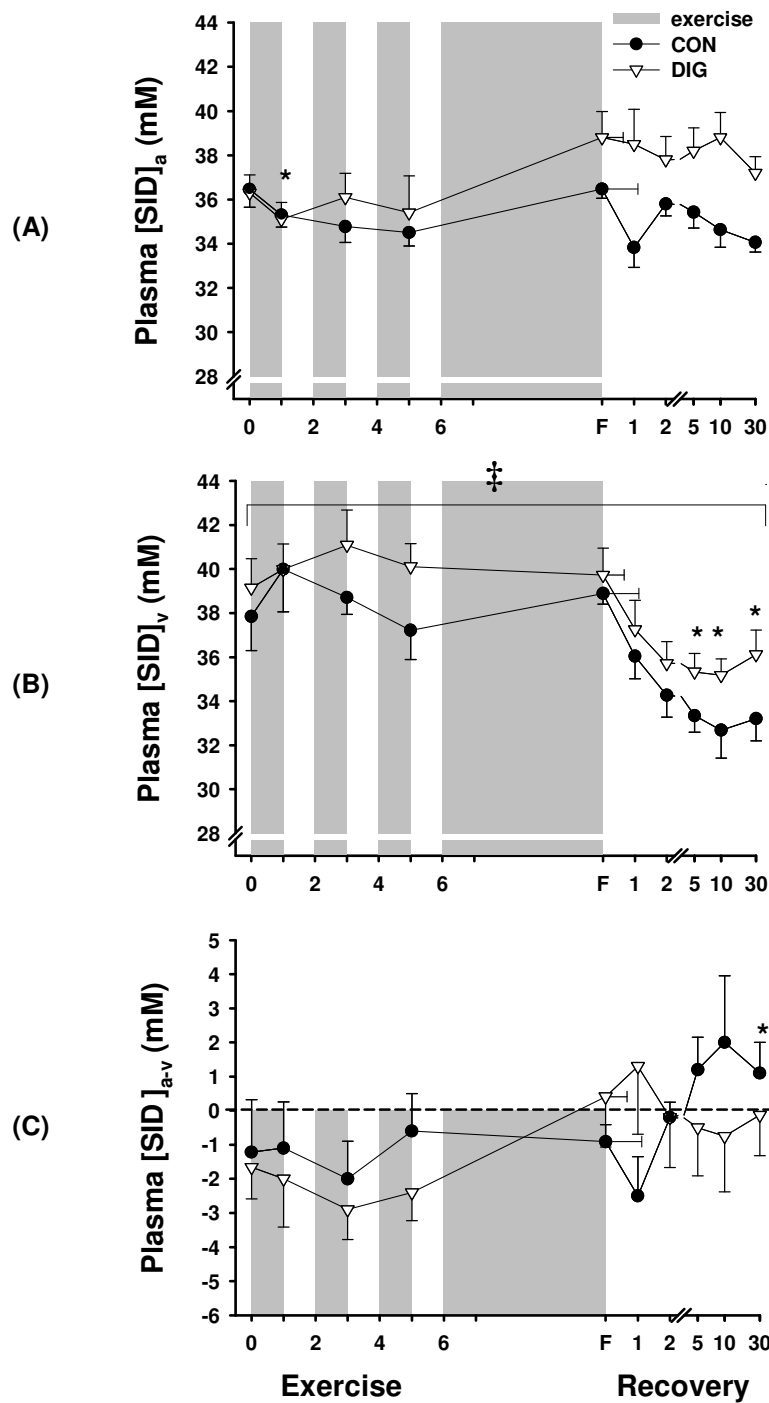 44
42
40
38
36
34
32
30
28
Plasma [SID]a (mM)
(A)
exercise
CON
DIG
*
0 2 4 6 F 1 2 5 10 30
‡
44
42
40
38
36
34
32
30
28
Plasma [SID]v (mM)
(B)
* * *
0 2 4 6 F 1 2 5 10 30
5
4
3
2
1
0
-1
-2
-3
-4
-5
-6
Plasma [SID]a-v (mM)
(C)
*
0 2 4 6 F 1 2 5 10 30
Exercise Recovery